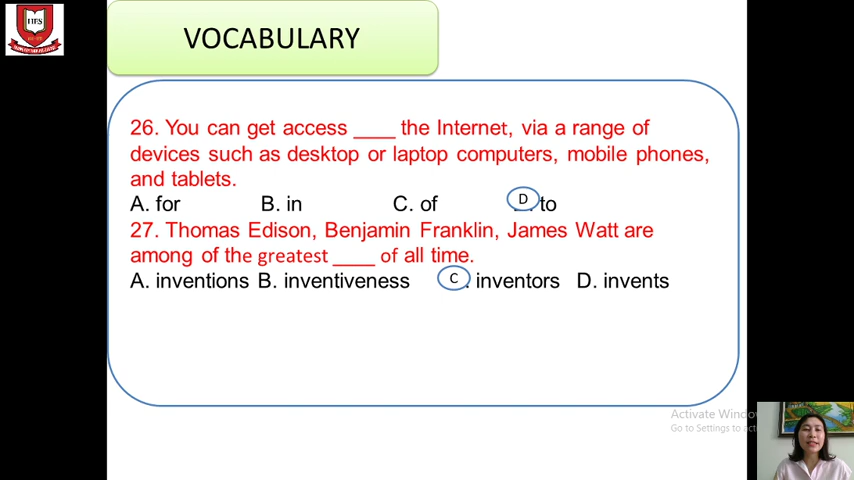 VOCABULARY
26. You can get access ____ the Internet, via a range of
devices such as desktop or laptop computers, mobile phones,
and tablets.
A. for B. in C. of D to
27. Thomas Edison, Benjamin Franklin, James Watt are
among of the greatest ____ of all time.
A. inventions B. inventiveness C. inventors D. invents
Activate Windo
Go to Settings to acti